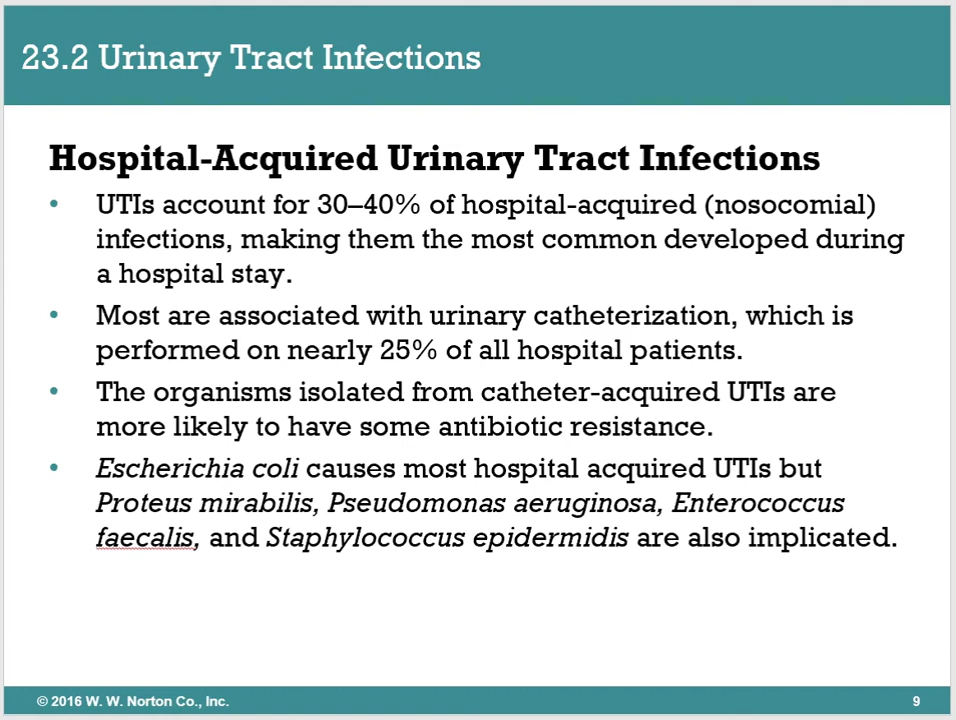 23.2 Urinary Tract Infections
Hospital-Acquired Urinary Tract Infections
• UTIs account for 30–40% of hospital-acquired (nosocomial)
infections, making them the most common developed during
a hospital stay.
• Most are associated with urinary catheterization, which is
performed on nearly 25% of all hospital patients.
• The organisms isolated from catheter-acquired UTIs are
more likely to have some antibiotic resistance.
• Escherichia coli causes most hospital acquired UTIs but
Proteus mirabilis, Pseudomonas aeruginosa, Enterococcus
faecalis, and Staphylococcus epidermidis are also implicated.
© 2016 W. W. Norton Co., Inc.
9